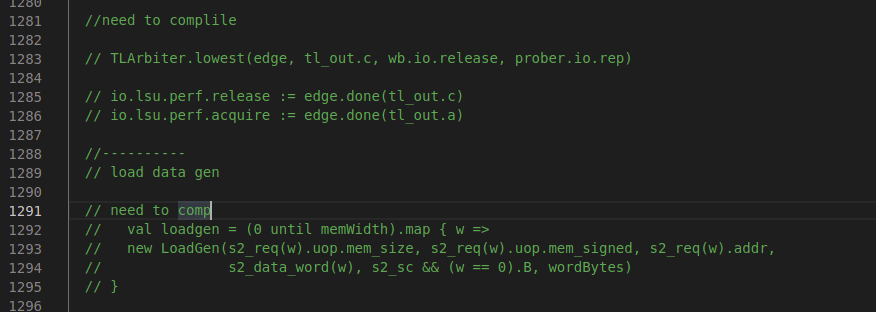 1280
1281 //need to complile
1282
1283 // TLArbiter.lowest(edge, tl_out.c, wb.io.release, prober.io.rep)
1284
1285 // io.lsu.perf.release := edge.done(tl_out.c)
1286 // io.lsu.perf.acquire := edge.done(tl_out.a)
1287
1288 //----------
1289 // load data gen
1290
1291 // need to comp
1292 //   val loadgen = (0 until memWidth).map { w =>
1293 //   new LoadGen(s2_req(w).uop.mem_size, s2_req(w).uop.mem_signed, s2_req(w).addr,
1294 //               s2_data_word(w), s2_sc && (w == 0).B, wordBytes)
1295 // }
1296